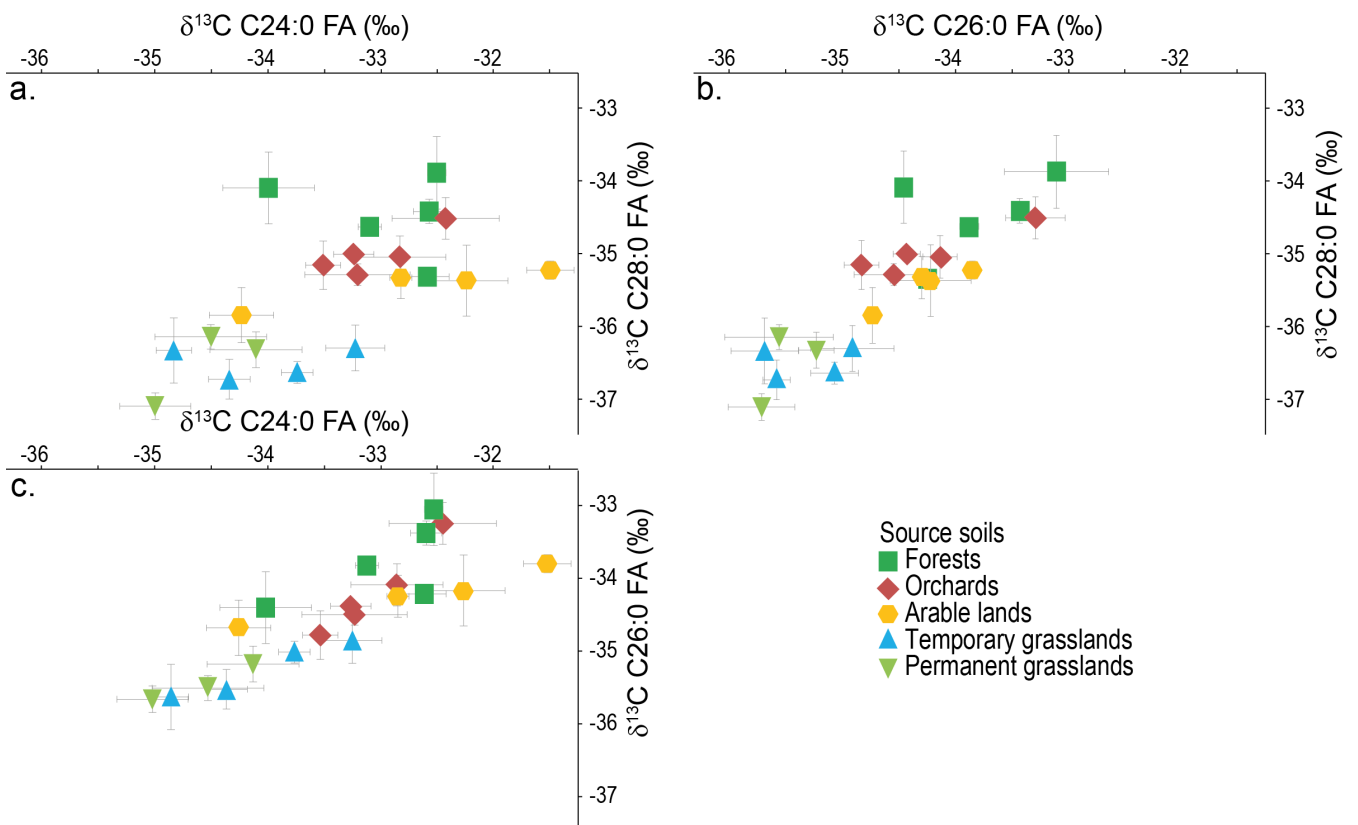 δ¹³C C24:0 FA (‰)
-36 -35 -34 -33 -32
a.
-33
-34
-35
-36
-37
δ¹³C C28:0 FA (‰)
δ¹³C C26:0 FA (‰)
-36 -35 -34 -33 -32
b.
-33
-34
-35
-36
-37
δ¹³C C28:0 FA (‰)
δ¹³C C24:0 FA (‰)
-36 -35 -34 -33 -32
c.
-33
-34
-35
-36
-37
δ¹³C C26:0 FA (‰)
Source soils
Forests
Orchards
Arable lands
Temporary grasslands
Permanent grasslands